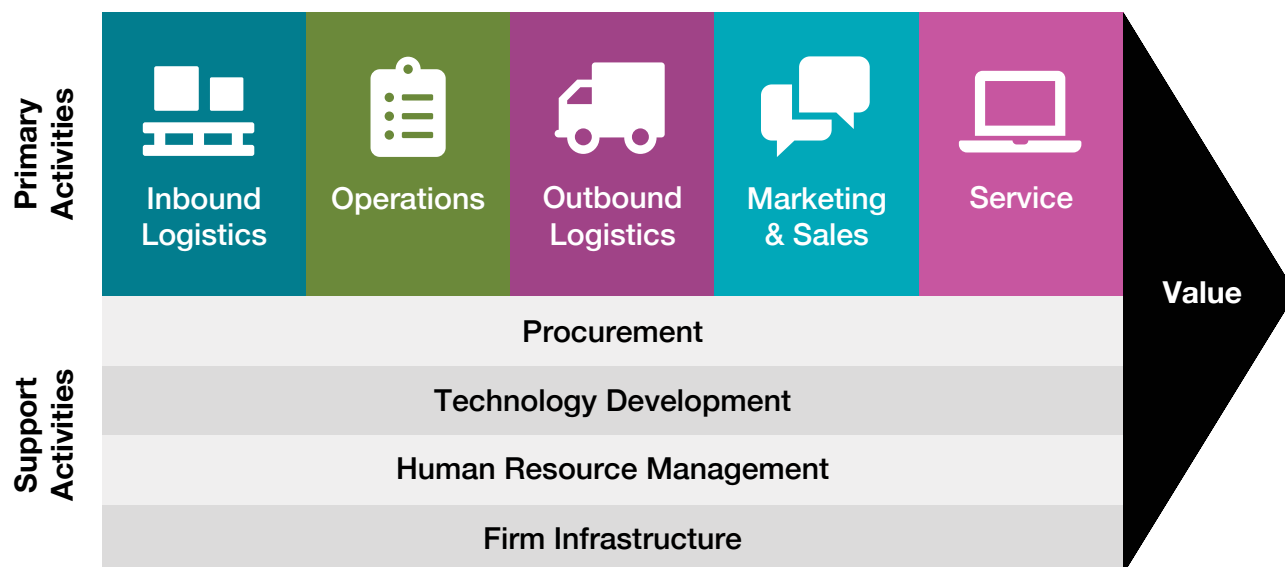 Primary
Activities
Inbound
Logistics
Operations
Outbound
Logistics
Marketing
& Sales
Service
Value
Support
Activities
Procurement
Technology Development
Human Resource Management
Firm Infrastructure